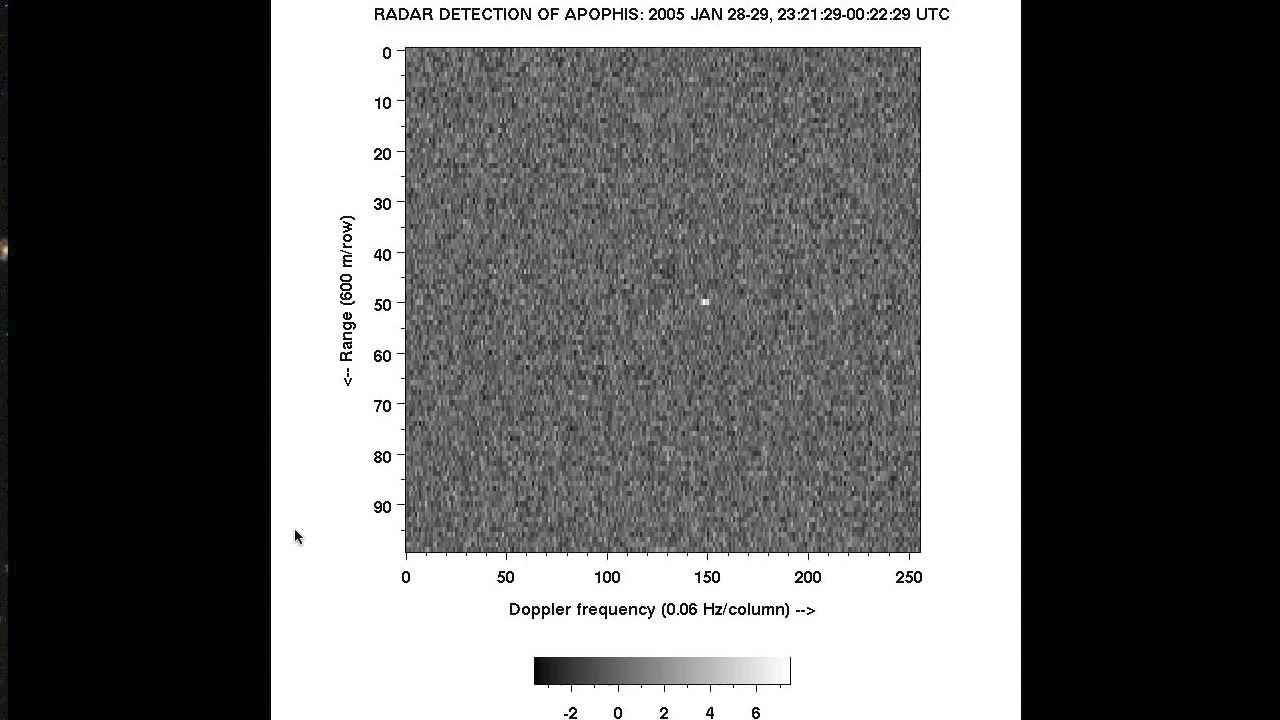 RADAR DETECTION OF APOPHIS: 2005 JAN 28-29, 23:21:29-00:22:29 UTC
0
10
20
30
40
50
60
70
80
90
<-- Range (600 m/row)
0 50 100 150 200 250
Doppler frequency (0.06 Hz/column) -->
-2 0 2 4 6